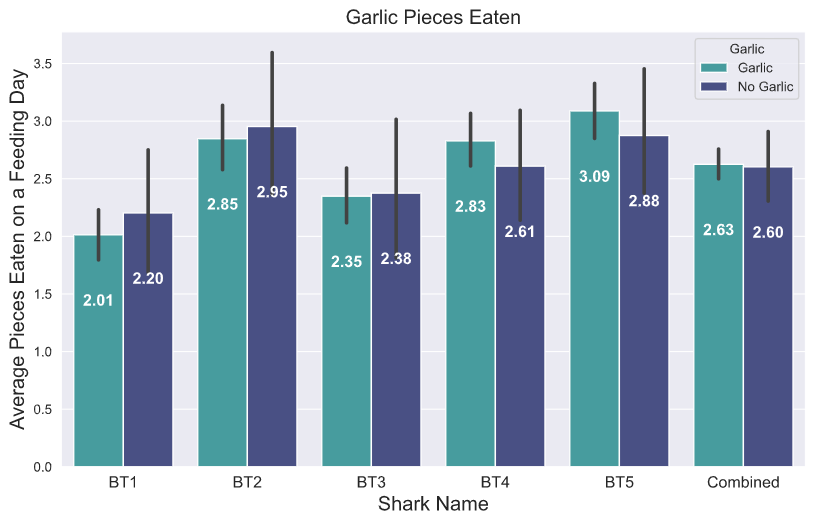 Garlic Pieces Eaten
Average Pieces Eaten on a Feeding Day
3.5
3.0
2.5
2.0
1.5
1.0
0.5
0.0
Garlic
Garlic
No Garlic
2.01
2.20
2.85
2.95
2.35
2.38
2.83
2.61
3.09
2.88
2.63
2.60
BT1
BT2
BT3
BT4
BT5
Combined
Shark Name